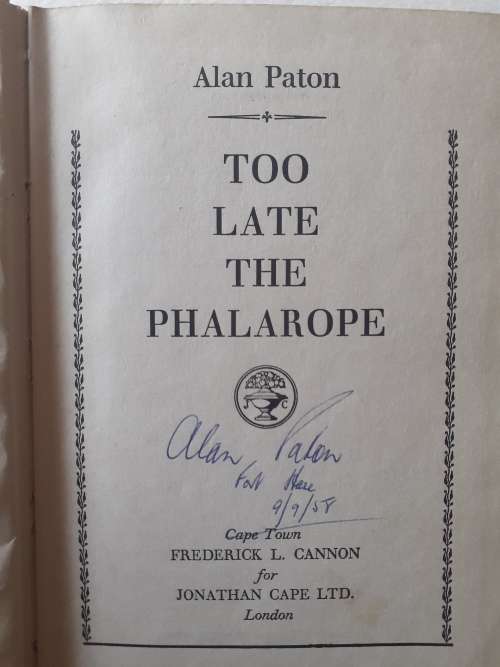 Alan Paton
TOO
LATE
THE
PHALAROPE
J C
Alan Paton
Fort Hare
9/9/58
Cape Town
FREDERICK L. CANNON
for
JONATHAN CAPE LTD.
London